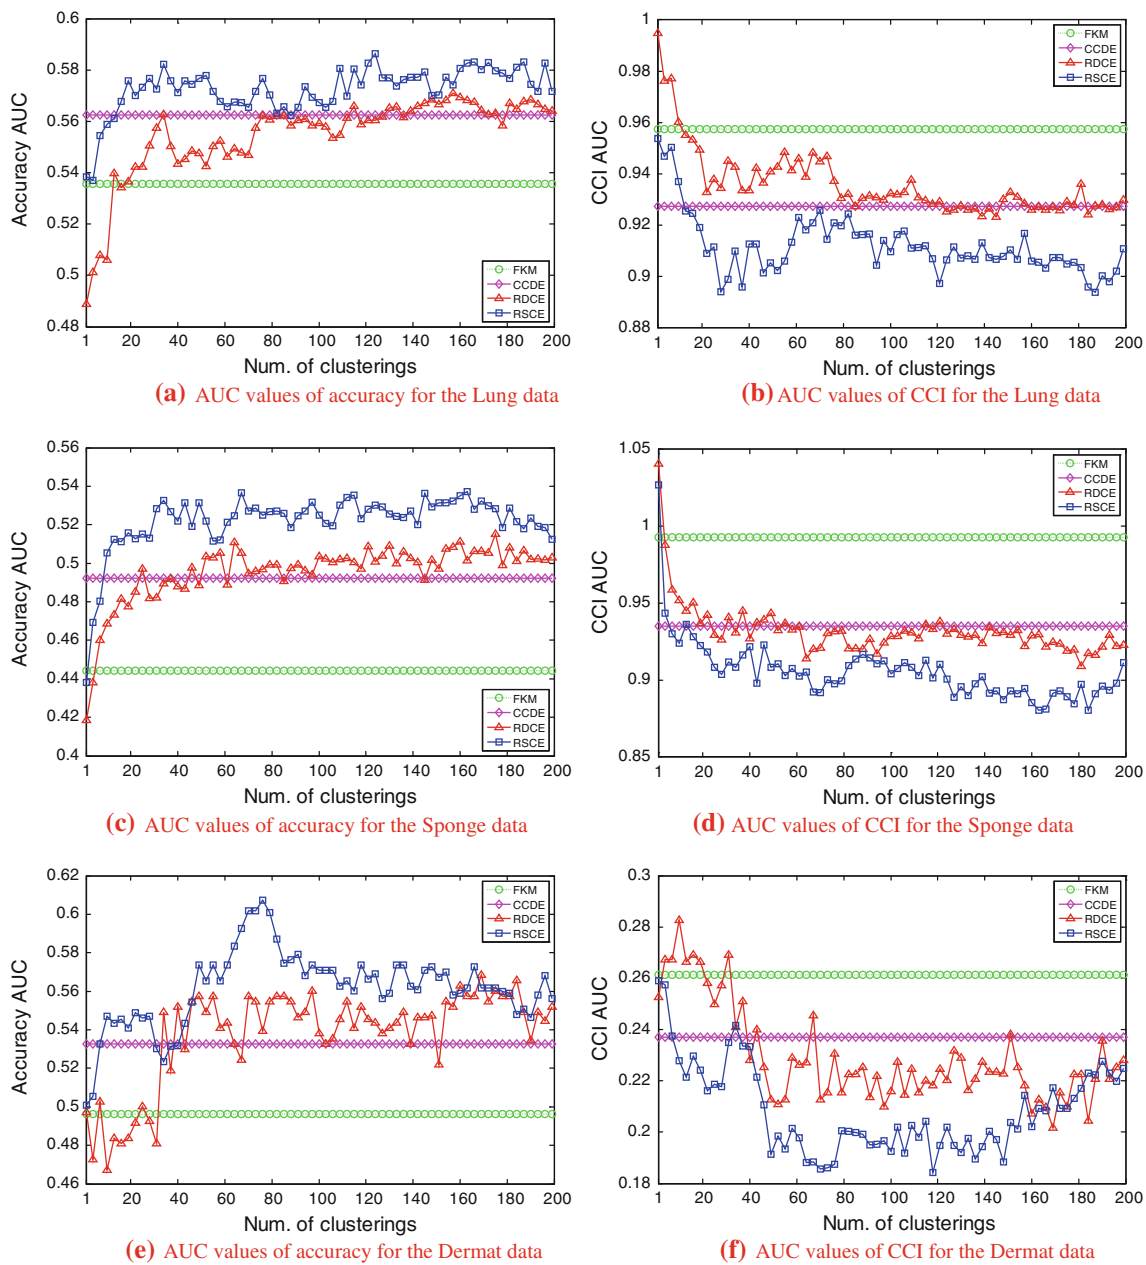 0.6
0.58
0.56
0.54
0.52
0.5
0.48
Accuracy AUC
1 20 40 60 80 100 120 140 160 180 200
Num. of clusterings
FKM
CCDE
RDCE
RSCE
(a) AUC values of accuracy for the Lung data
1
0.98
0.96
0.94
0.92
0.9
0.88
CCI AUC
1 20 40 60 80 100 120 140 160 180 200
Num. of clusterings
FKM
CCDE
RDCE
RSCE
(b) AUC values of CCI for the Lung data
0.56
0.54
0.52
0.5
0.48
0.46
0.44
0.42
0.4
Accuracy AUC
1 20 40 60 80 100 120 140 160 180 200
Num. of clusterings
FKM
CCDE
RDCE
RSCE
(c) AUC values of accuracy for the Sponge data
1.05
1
0.95
0.9
0.85
CCI AUC
1 20 40 60 80 100 120 140 160 180 200
Num. of clusterings
FKM
CCDE
RDCE
RSCE
(d) AUC values of CCI for the Sponge data
0.62
0.6
0.58
0.56
0.54
0.52
0.5
0.48
0.46
Accuracy AUC
1 20 40 60 80 100 120 140 160 180 200
Num. of clusterings
FKM
CCDE
RDCE
RSCE
(e) AUC values of accuracy for the Dermat data
0.3
0.28
0.26
0.24
0.22
0.2
0.18
CCI AUC
1 20 40 60 80 100 120 140 160 180 200
Num. of clusterings
FKM
CCDE
RDCE
RSCE
(f) AUC values of CCI for the Dermat data